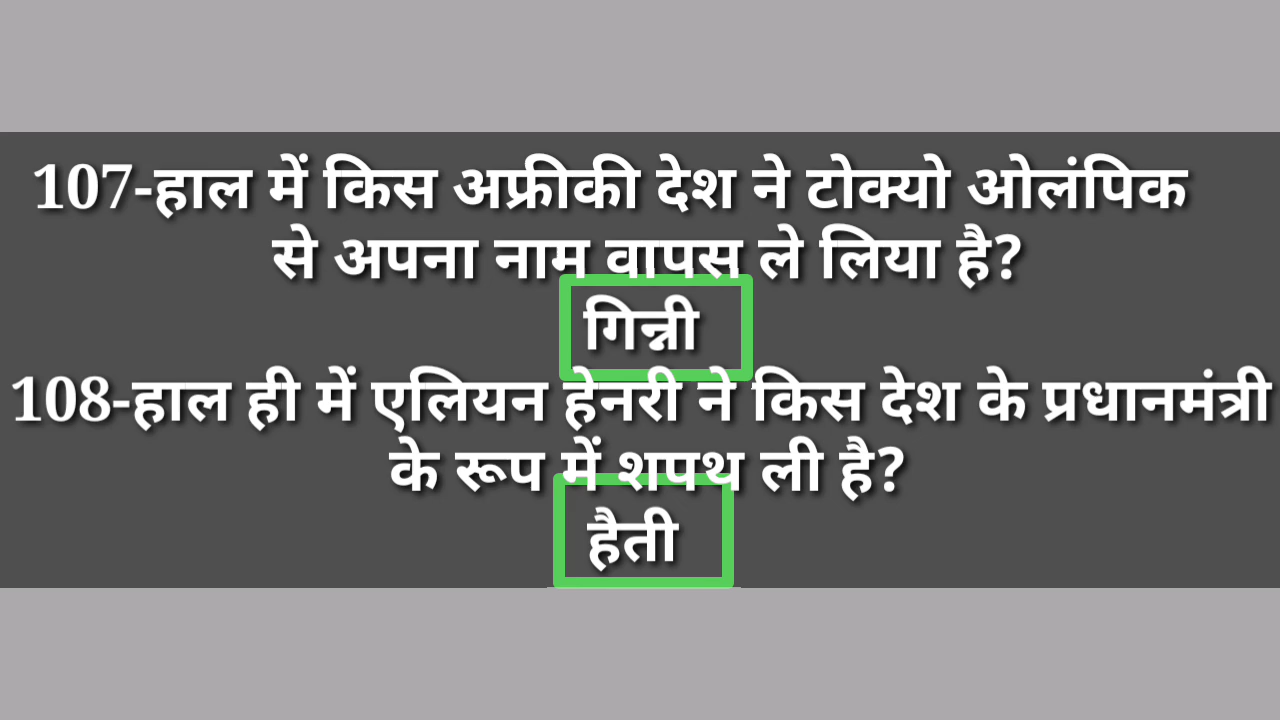 107-हाल में किस अफ्रीकी देश ने टोक्यो ओलंपिक
से अपना नाम वापस ले लिया है?
गिन्नी
108-हाल ही में एलियन हेनरी ने किस देश के प्रधानमंत्री
के रूप में शपथ ली है?
हैती